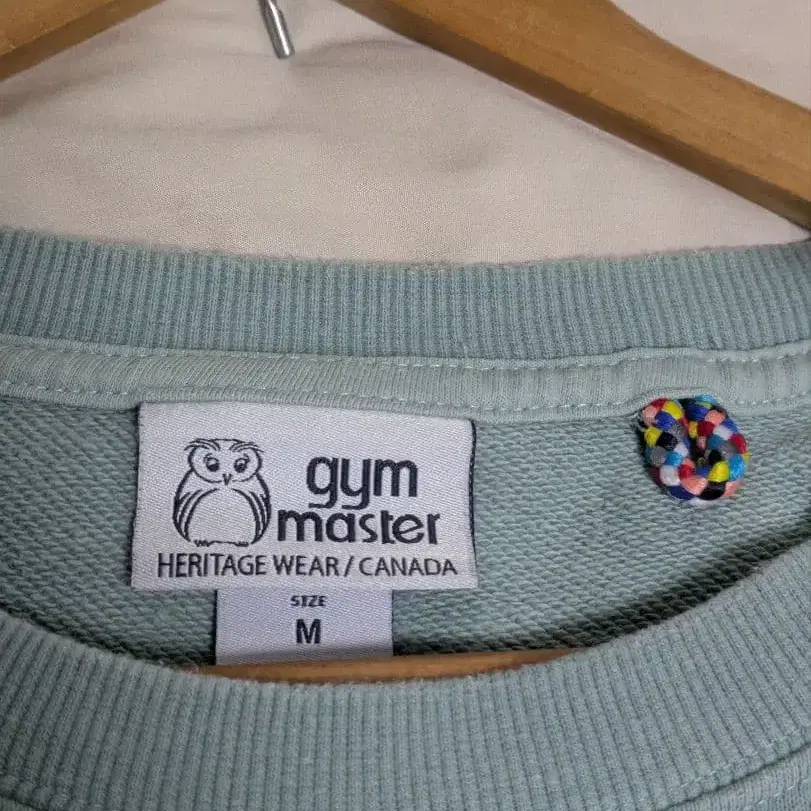 gym
master
HERITAGE WEAR / CANADA
SIZE
M